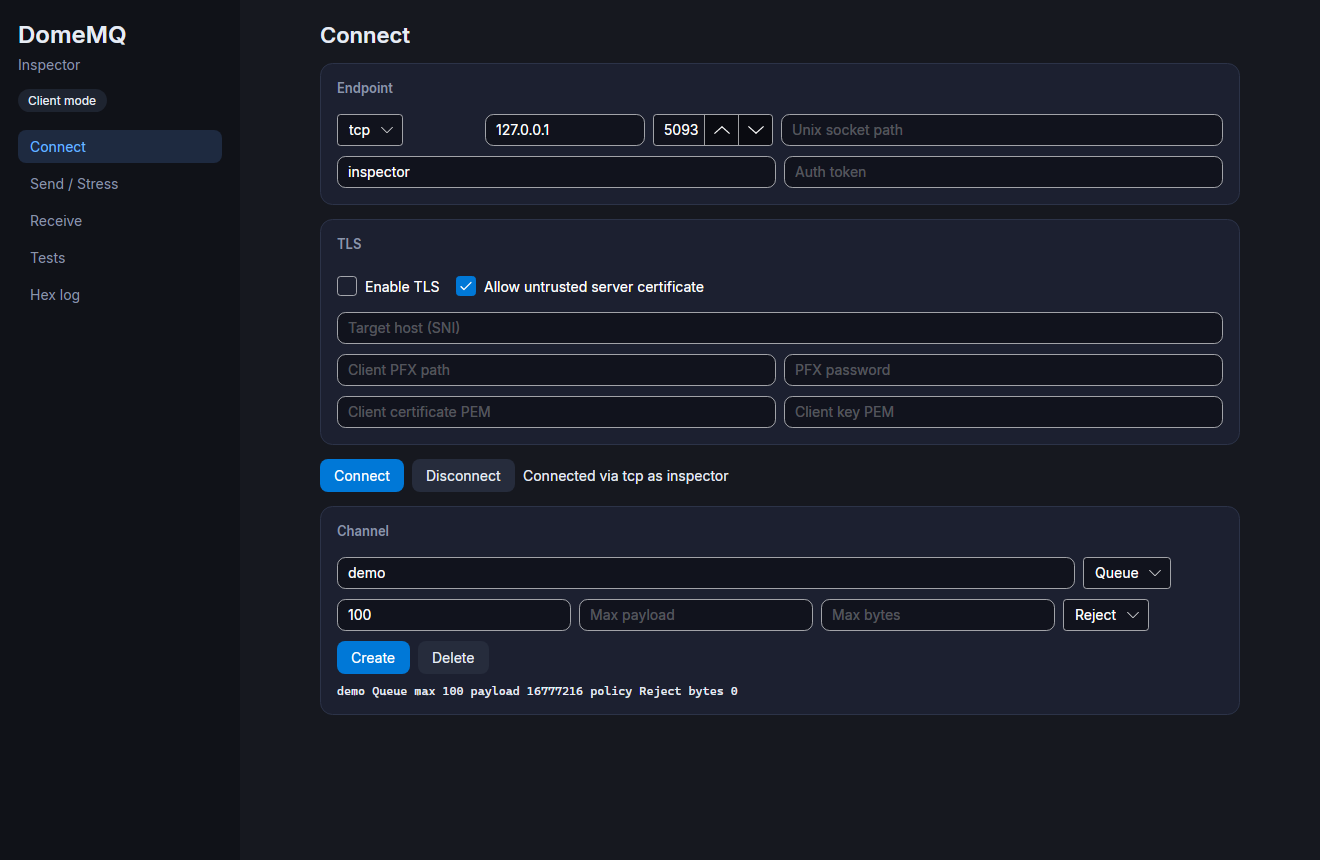 DomeMQ
Inspector
Client mode
Connect
Send / Stress
Receive
Tests
Hex log
Connect
Endpoint
tcp 127.0.0.1 5093 Unix socket path
inspector Auth token
TLS
Enable TLS Allow untrusted server certificate
Target host (SNI)
Client PFX path PFX password
Client certificate PEM Client key PEM
Connect Disconnect Connected via tcp as inspector
Channel
demo Queue
100 Max payload Max bytes Reject
Create Delete
demo Queue max 100 payload 16777216 policy Reject bytes 0